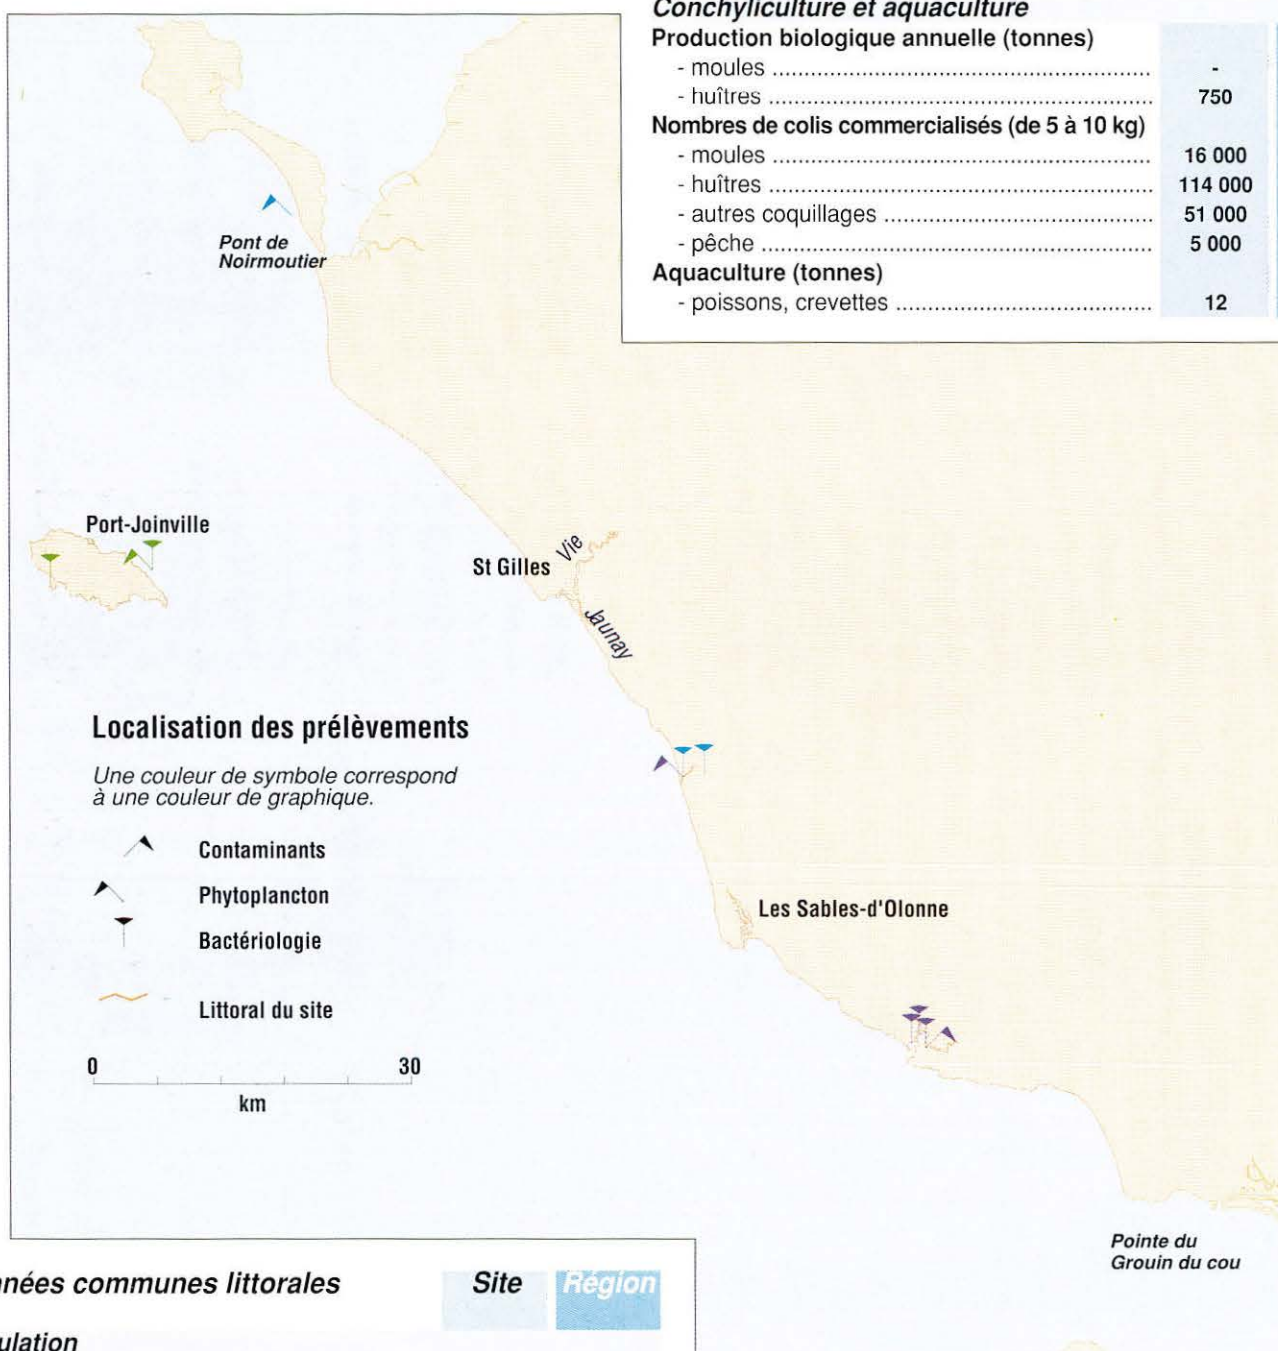 Conchyliculture et aquaculture
Production biologique annuelle (tonnes)
- moules ........................................................... -
- huîtres ............................................................ 750
Nombres de colis commercialisés (de 5 à 10 kg)
- moules ........................................................... 16 000
- huîtres ............................................................ 114 000
- autres coquillages .......................................... 51 000
- pêche ............................................................. 5 000
Aquaculture (tonnes)
- poissons, crevettes ........................................ 12
Pont de
Noirmoutier
Port-Joinville
St Gilles
Vie
Jaunay
Localisation des prélèvements
Une couleur de symbole correspond
à une couleur de graphique.
Contaminants
Phytoplancton
Bactériologie
Littoral du site
0 30
km
Les Sables-d'Olonne
Pointe du
Grouin du cou
nnées communes littorales Site Région
ulation